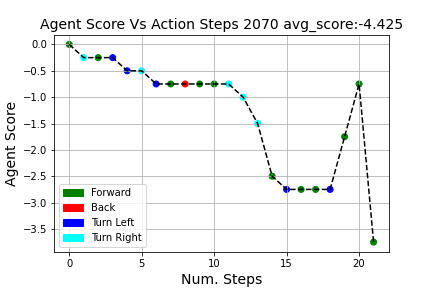 Agent Score Vs Action Steps 2070 avg_score:-4.425
0.0
−0.5
−1.0
−1.5
−2.0
−2.5
−3.0
−3.5
Agent Score
Forward
Back
Turn Left
Turn Right
0 5 10 15 20
Num. Steps